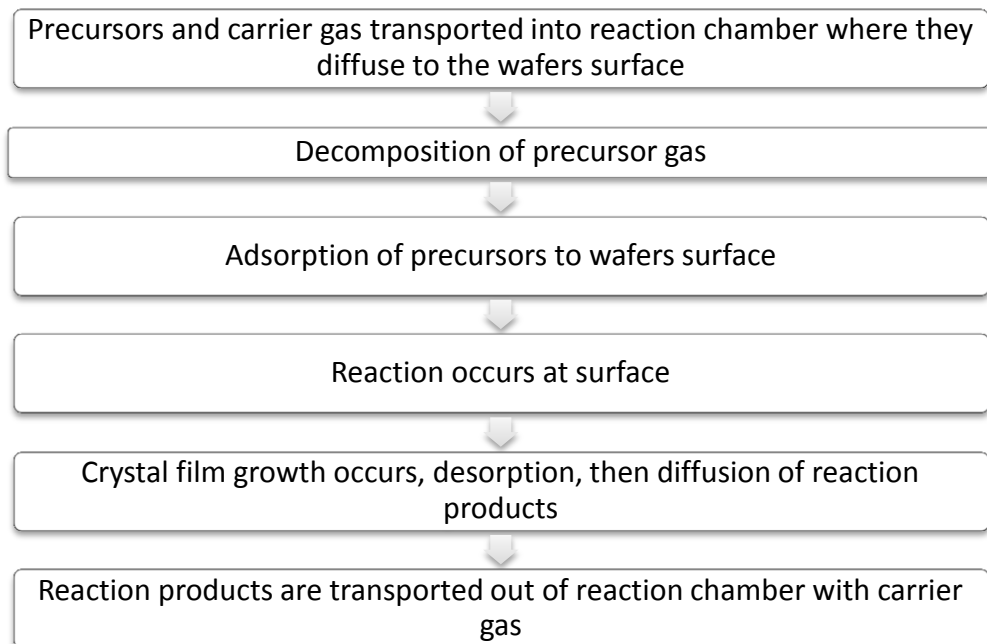 Precursors and carrier gas transported into reaction chamber where they
diffuse to the wafers surface
Decomposition of precursor gas
Adsorption of precursors to wafers surface
Reaction occurs at surface
Crystal film growth occurs, desorption, then diffusion of reaction
products
Reaction products are transported out of reaction chamber with carrier
gas